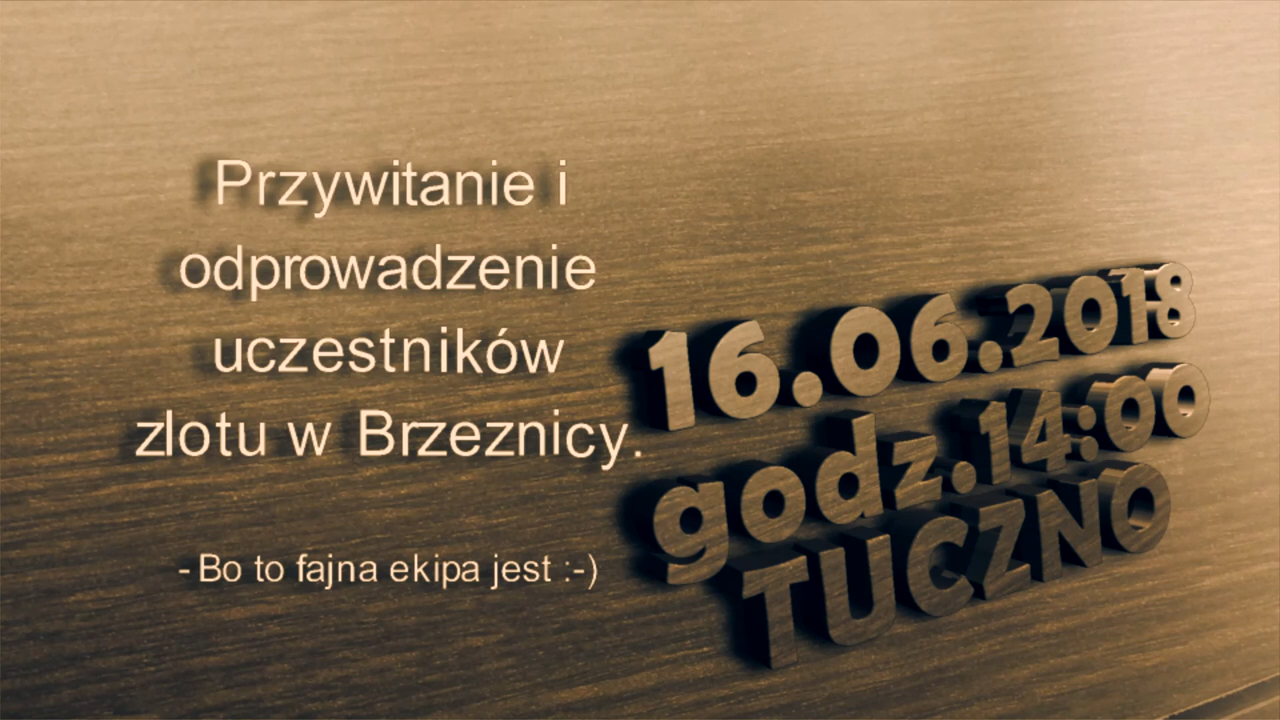 Przywitanie i
odprowadzenie
uczestników
zlotu w Brzeznicy.
- Bo to fajna ekipa jest :-)
16.06.2018
godz.14:00
TUCZNO